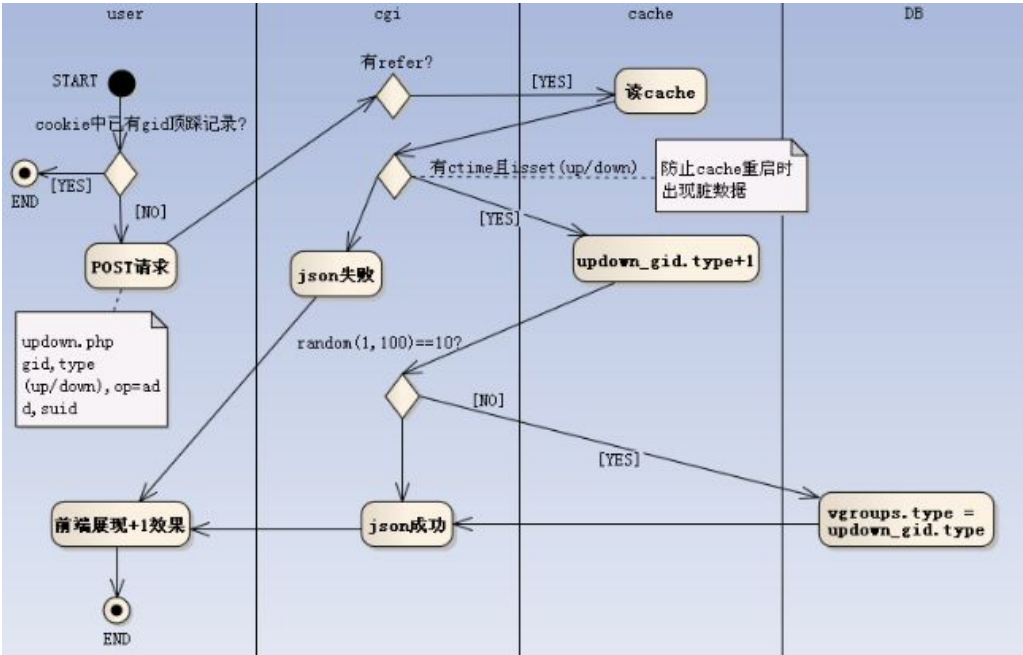 user
cgi
cache
DB
START
有refer?
[YES]
读cache
cookie中已有gid顶踩记录?
[YES]
END
[NO]
有ctime且isset(up/down)
防止cache重启时
出现脏数据
[YES]
POST请求
json失败
updown_gid.type+1
updown.php
gid,type
(up/down),op=ad
d,suid
random(1,100)==10?
[NO]
[YES]
前端展现+1效果
json成功
vgroups.type =
updown_gid.type
END